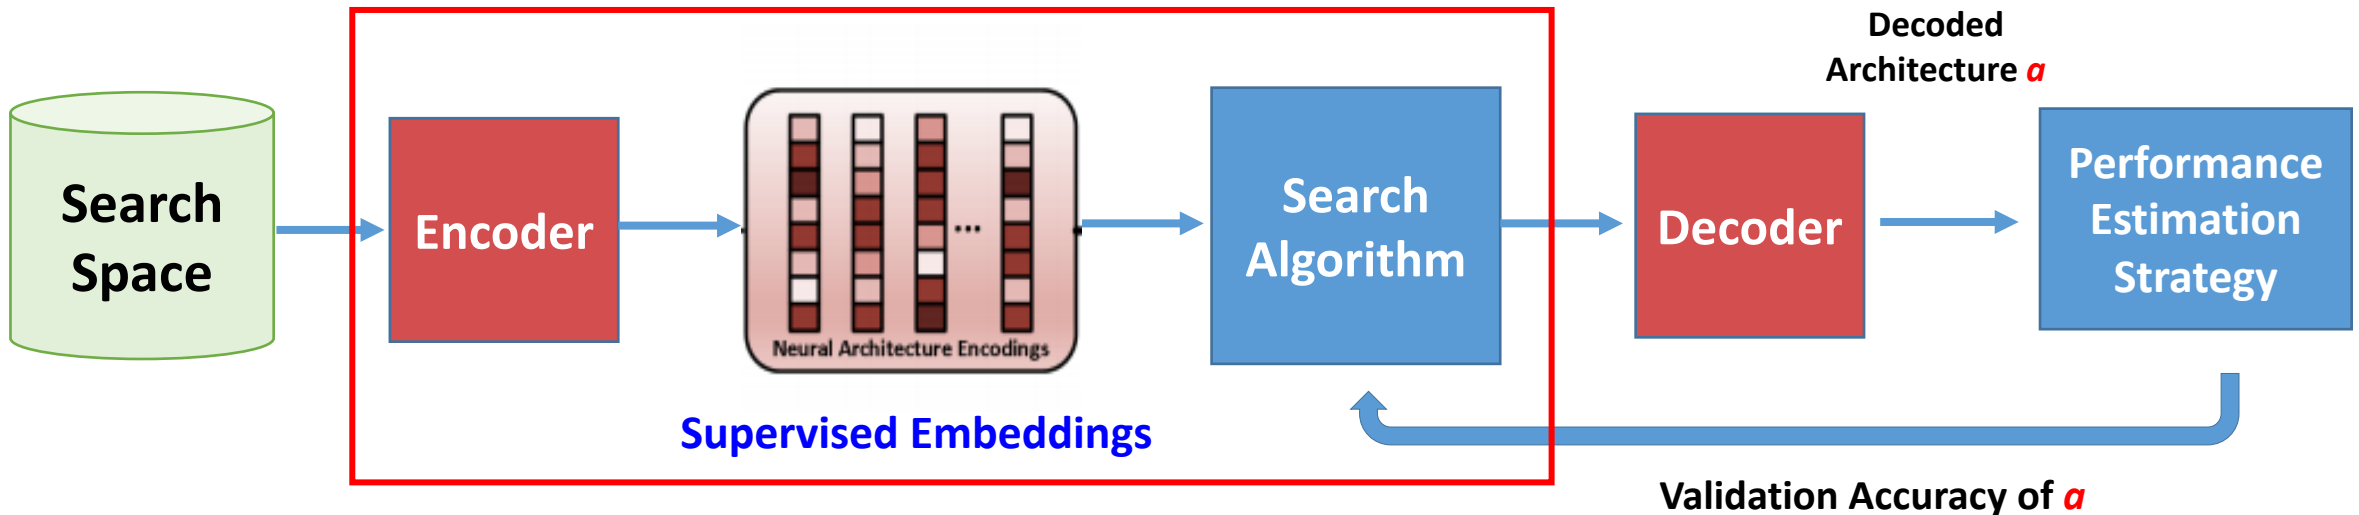 Search
Space
Encoder
...
Neural Architecture Encodings
Supervised Embeddings
Search
Algorithm
Decoder
Decoded
Architecture a
Performance
Estimation
Strategy
Validation Accuracy of a